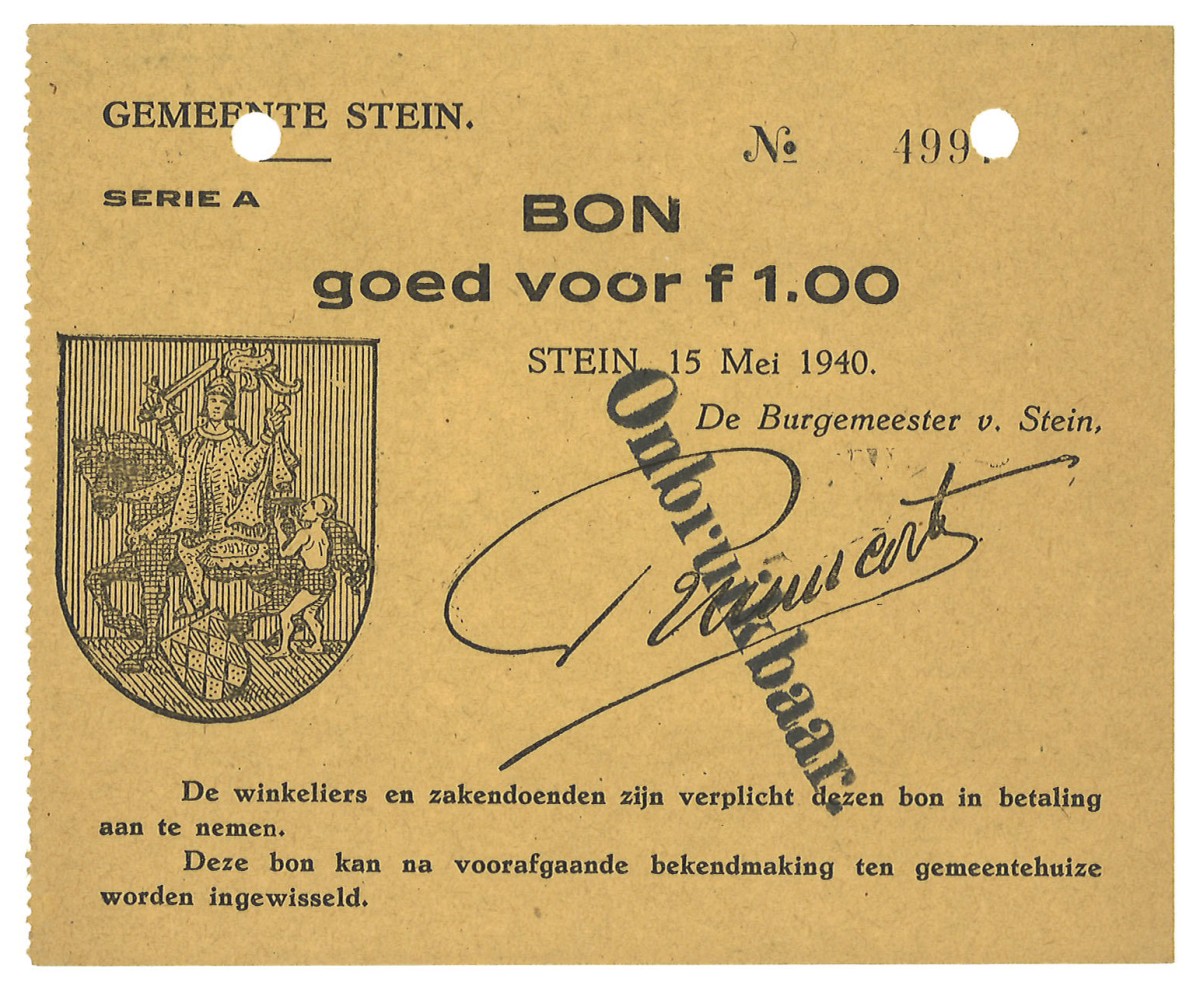 GEMEENTE STEIN.
№ 499
SERIE A
BON
goed voor f 1.00
STEIN, 15 Mei 1940.
De Burgemeester v. Stein,
Onbruikbaar.
De winkeliers en zakendoenden zijn verplicht dezen bon in betaling
aan te nemen.
Deze bon kan na voorafgaande bekendmaking ten gemeentehuize
worden ingewisseld.